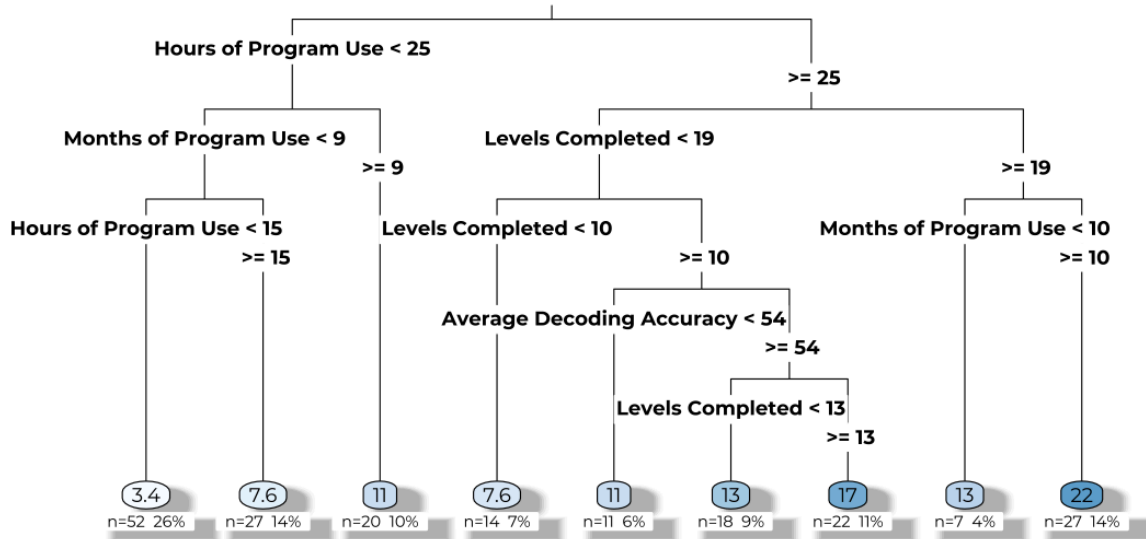 Hours of Program Use < 25
>= 25
Months of Program Use < 9
Levels Completed < 19
>= 9
>= 19
Hours of Program Use < 15
Levels Completed < 10
Months of Program Use < 10
>= 15
>= 10
>= 10
Average Decoding Accuracy < 54
>= 54
Levels Completed < 13
>= 13
3.4 7.6 11 7.6 11 13 17 13 22
n=52 26% n=27 14% n=20 10% n=14 7% n=11 6% n=18 9% n=22 11% n=7 4% n=27 14%